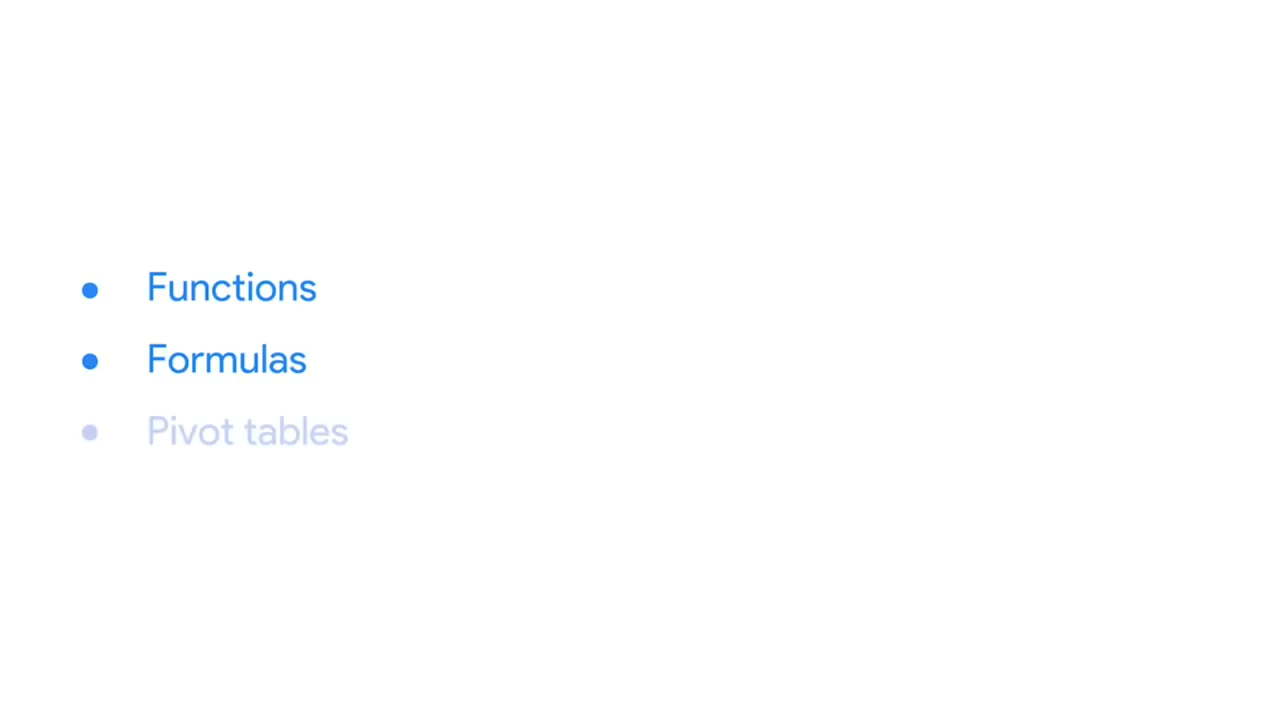 • Functions
• Formulas
• Pivot tables